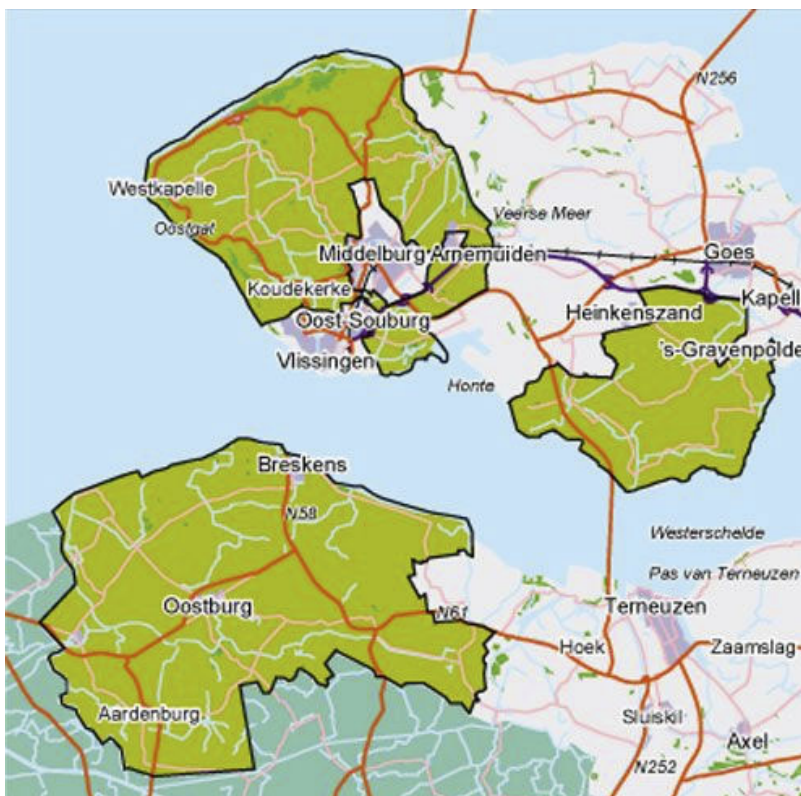 N256
Westkapelle
Oostgat
Veerse Meer
Middelburg
Arnemuiden
Goes
Koudekerke
Kapell
Oost Souburg
Heinkenszand
Vlissingen
's-Gravenpolde
Honte
Breskens
N58
Westerschelde
Pas van Terneuzen
Oostburg
N61
Terneuzen
Hoek
Zaamslag
Aardenburg
Sluiskil
Axel
N252